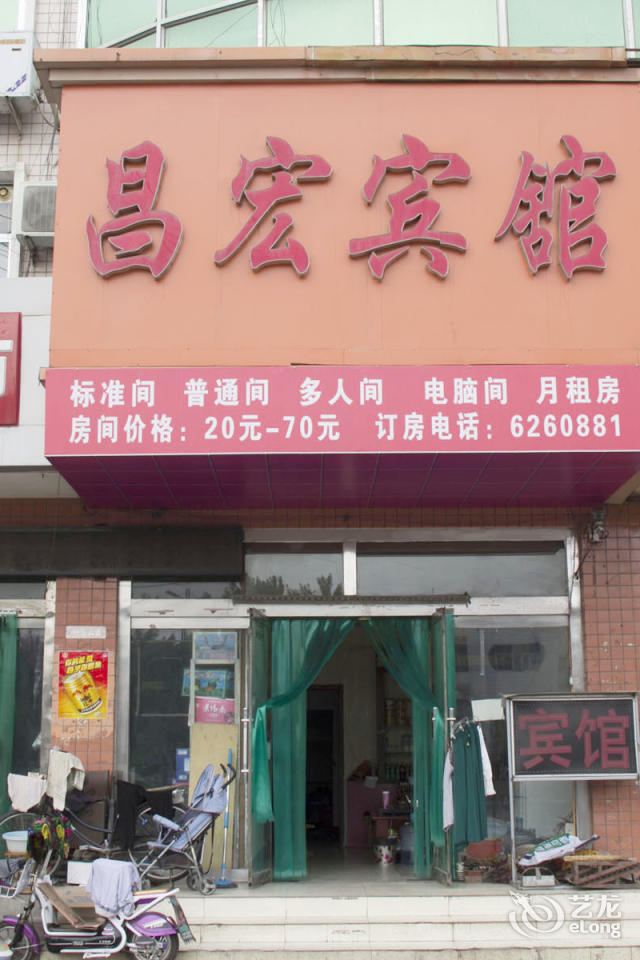 昌宏宾馆
标准间 普通间 多人间 电脑间 月租房
房间价格：20元-70元 订房电话：6260881
宾馆
艺龙
eLong